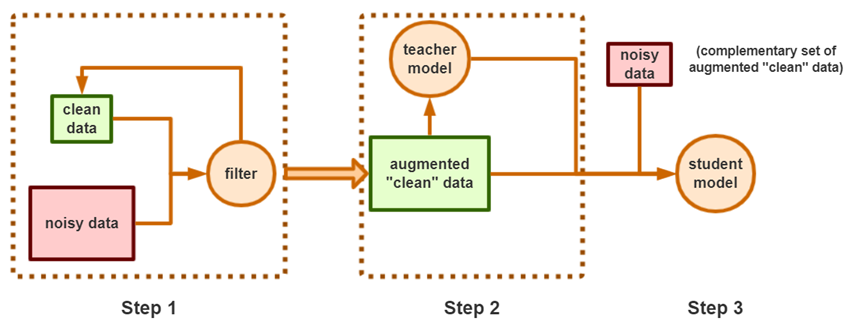 clean
data
noisy data
filter
teacher
model
augmented
"clean" data
noisy
data
(complementary set of
augmented "clean" data)
student
model
Step 1
Step 2
Step 3